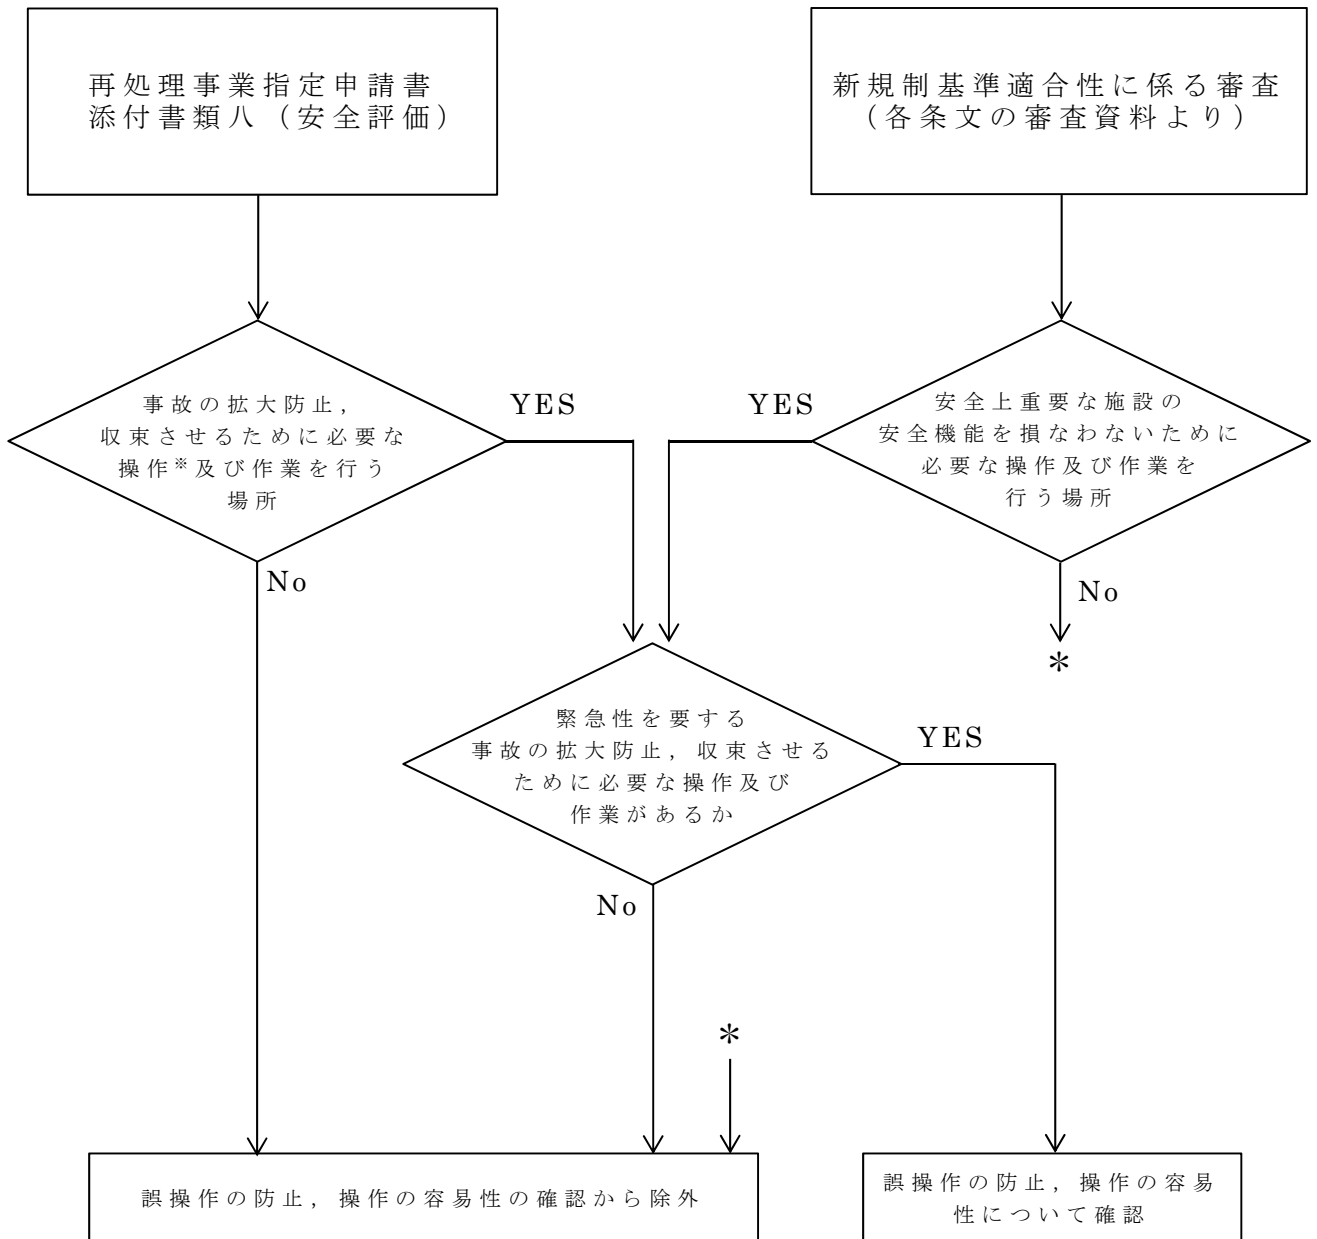 再処理事業指定申請書
添付書類八（安全評価）
新規制基準適合性に係る審査
（各条文の審査資料より）
事故の拡大防止，
収束させるために必要な
操作※及び作業を行う
場所
YES
No
YES
安全上重要な施設の
安全機能を損なわないために
必要な操作及び作業を
行う場所
No
*
緊急性を要する
事故の拡大防止，収束させる
ために必要な操作及び
作業があるか
YES
No
*
誤操作の防止，操作の容易性の確認から除外
誤操作の防止，操作の容易
性について確認